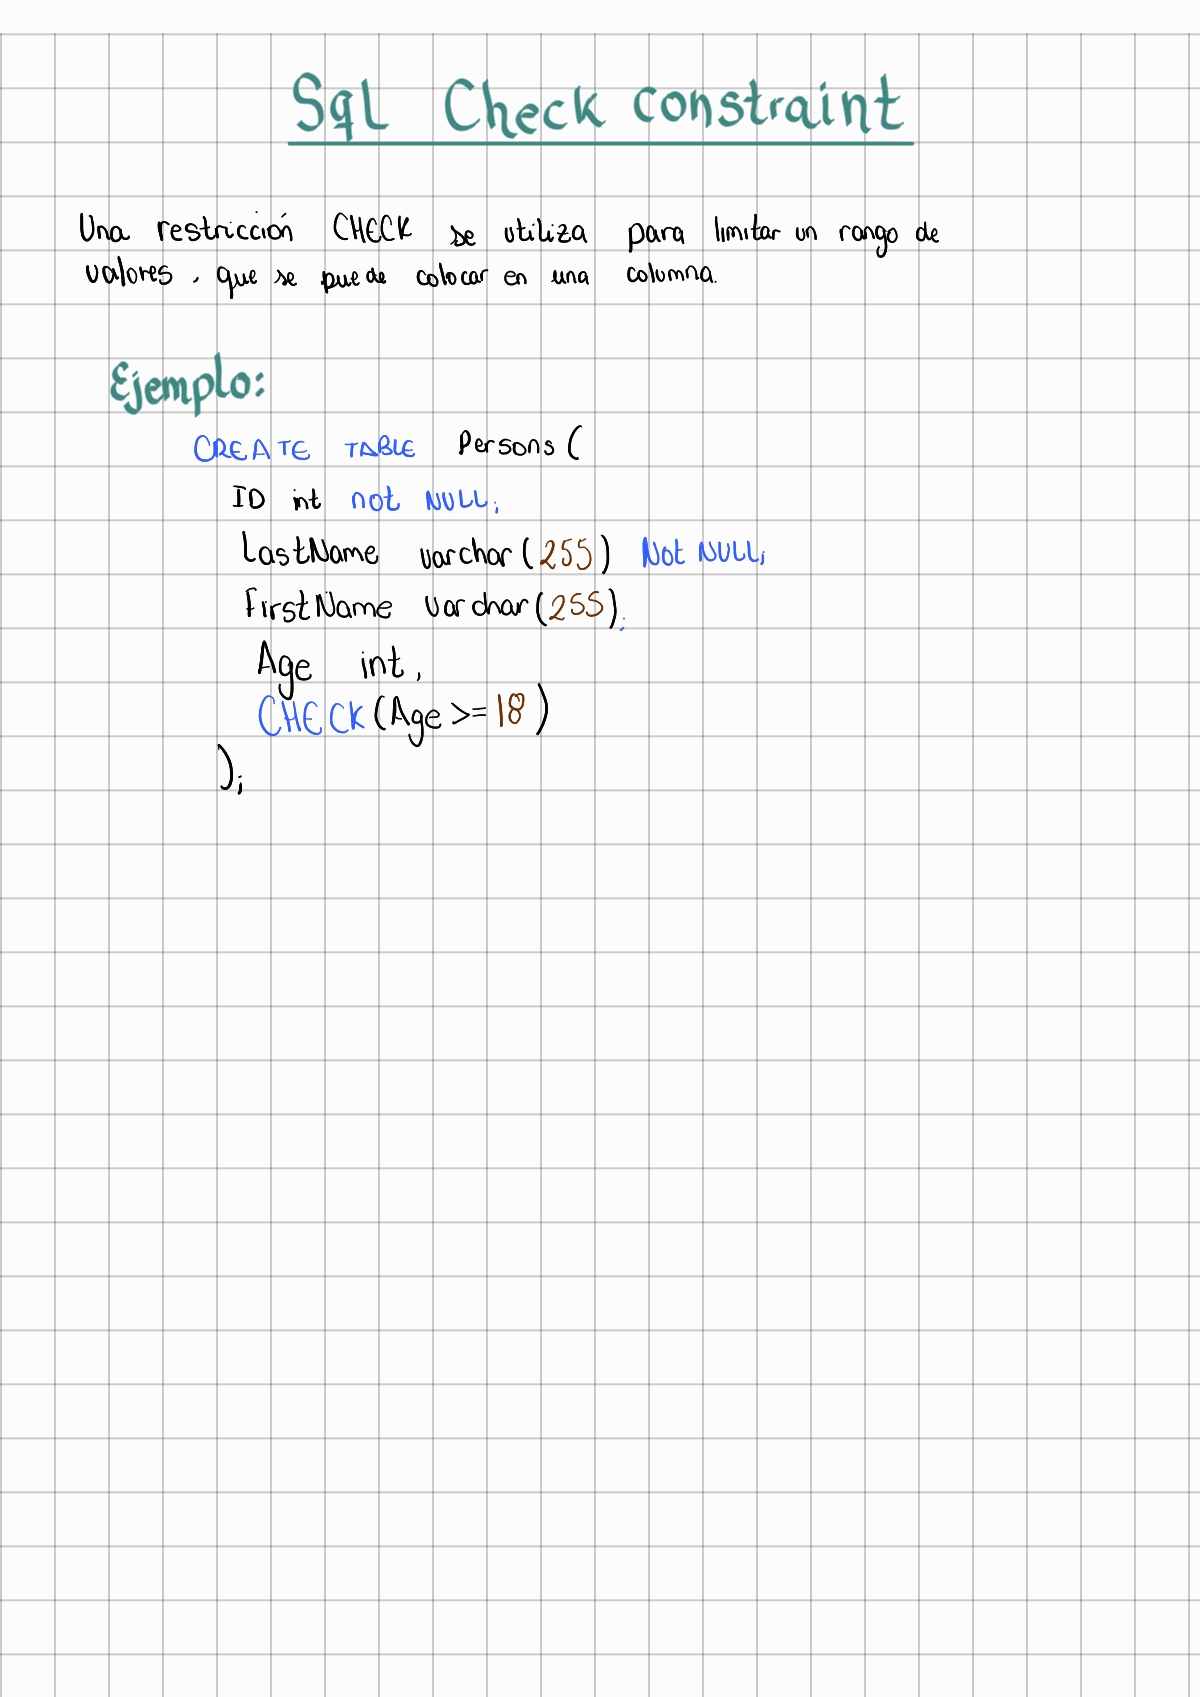 Sql Check constraint
Una restricción CHECK se utiliza para limitar un rango de
valores, que se puede colocar en una columna.
Ejemplo:
CREATE TABLE Persons (
ID int not NULL;
LastName varchar (255) Not NULL;
FirstName varchar (255);
Age int,
CHECK (Age >= 18)
);